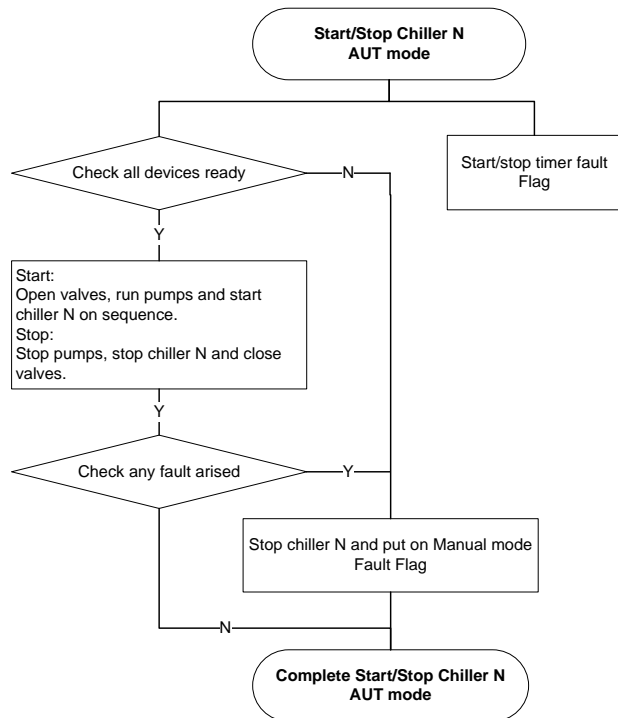 Start/Stop Chiller N
AUT mode
Check all devices ready
N
Start/stop timer fault
Flag
Y
Start:
Open valves, run pumps and start
chiller N on sequence.
Stop:
Stop pumps, stop chiller N and close
valves.
Y
Check any fault arised
Y
Stop chiller N and put on Manual mode
Fault Flag
N
Complete Start/Stop Chiller N
AUT mode